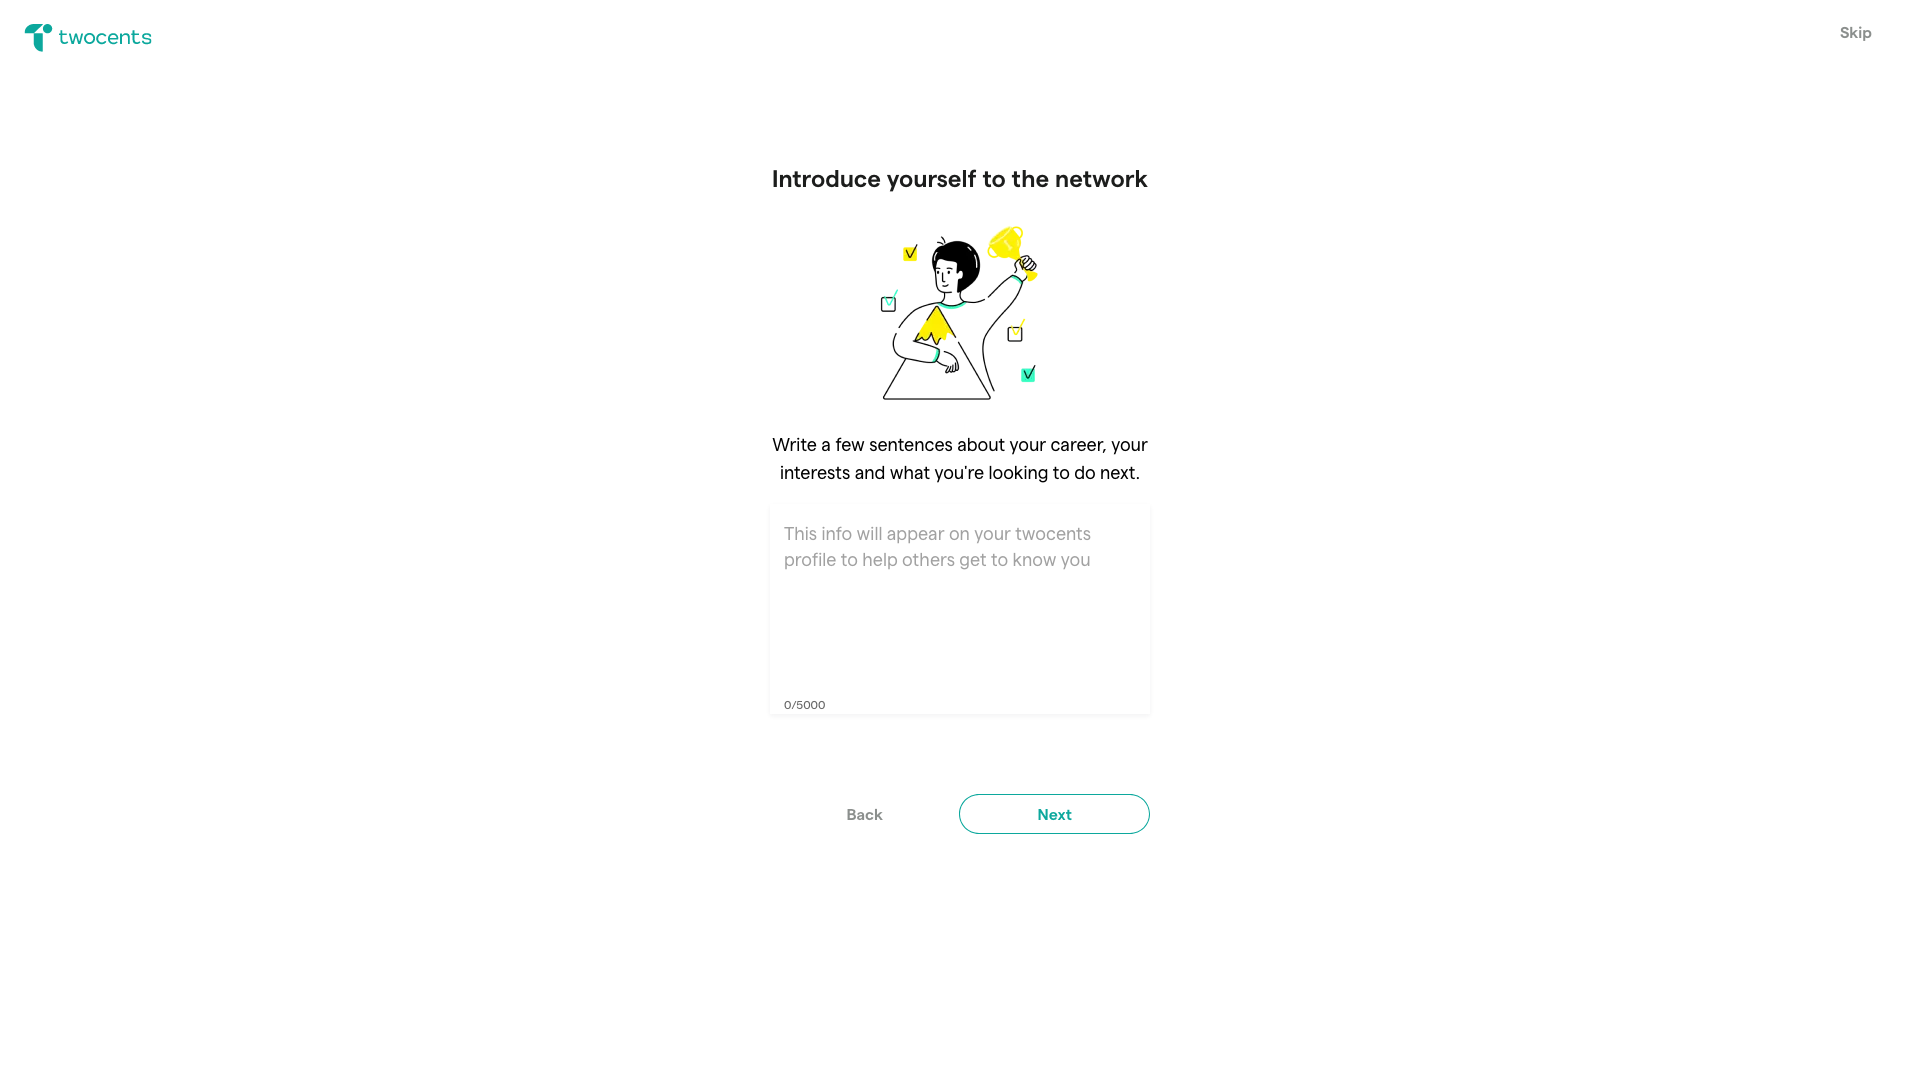 twocents
Skip
Introduce yourself to the network
Write a few sentences about your career, your
interests and what you're looking to do next.
This info will appear on your twocents
profile to help others get to know you
0/5000
Back
Next